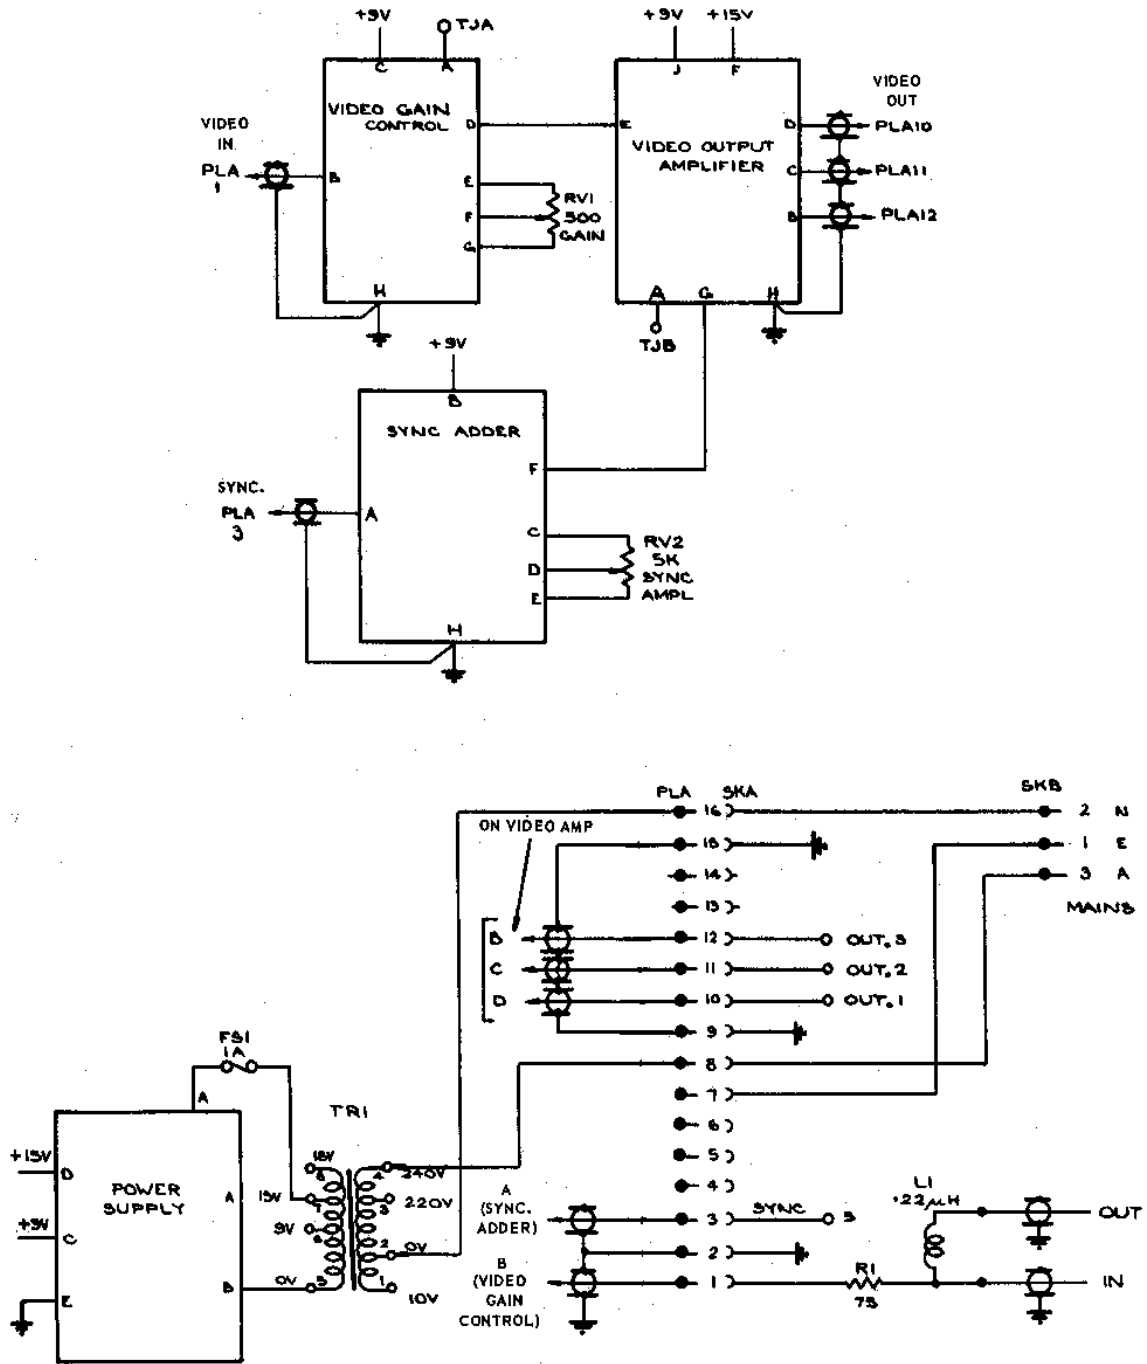 +9V
TJA
C
A
VIDEO GAIN
CONTROL
D
VIDEO
IN
PLA
1
B
E
F
G
RV1
500
GAIN
H
+9V
+15V
J
F
E
VIDEO OUTPUT
AMPLIFIER
VIDEO
OUT
D
PLA10
C
PLA11
B
PLA12
A
G
H
TJB
+9V
B
SYNC ADDER
F
SYNC.
PLA
3
A
C
D
E
RV2
5K
SYNC
AMPL
H
PLA
SKA
SKB
16
2 N
ON VIDEO AMP
15
1 E
14
3 A
13
MAINS
B
12
OUT.3
C
11
OUT.2
D
10
OUT.1
9
8
7
6
5
4
FS1
1A
A
TR1
+15V
D
POWER
SUPPLY
A
+9V
C
B
E
18V
8
15V
7
9V
6
0V
5
4
240V
3
220V
2
0V
1
10V
A
(SYNC.
ADDER)
3
SYNC
3
2
B
(VIDEO
GAIN
CONTROL)
1
R1
75
L1
.22µH
OUT
IN